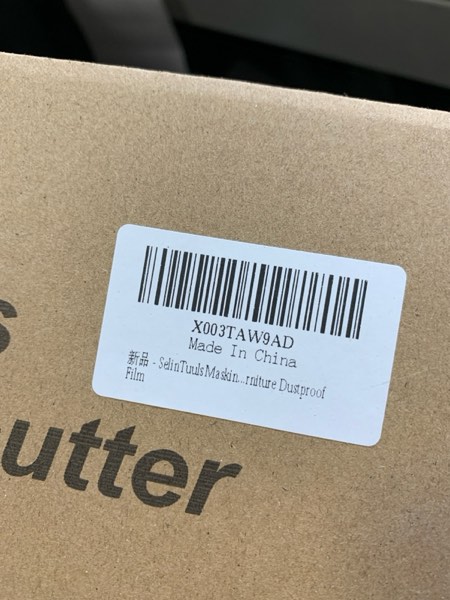 s
X003TAW9AD
Made In China
新品 - SelinTuulsMaskin...rniture Dustproof
Film
utter